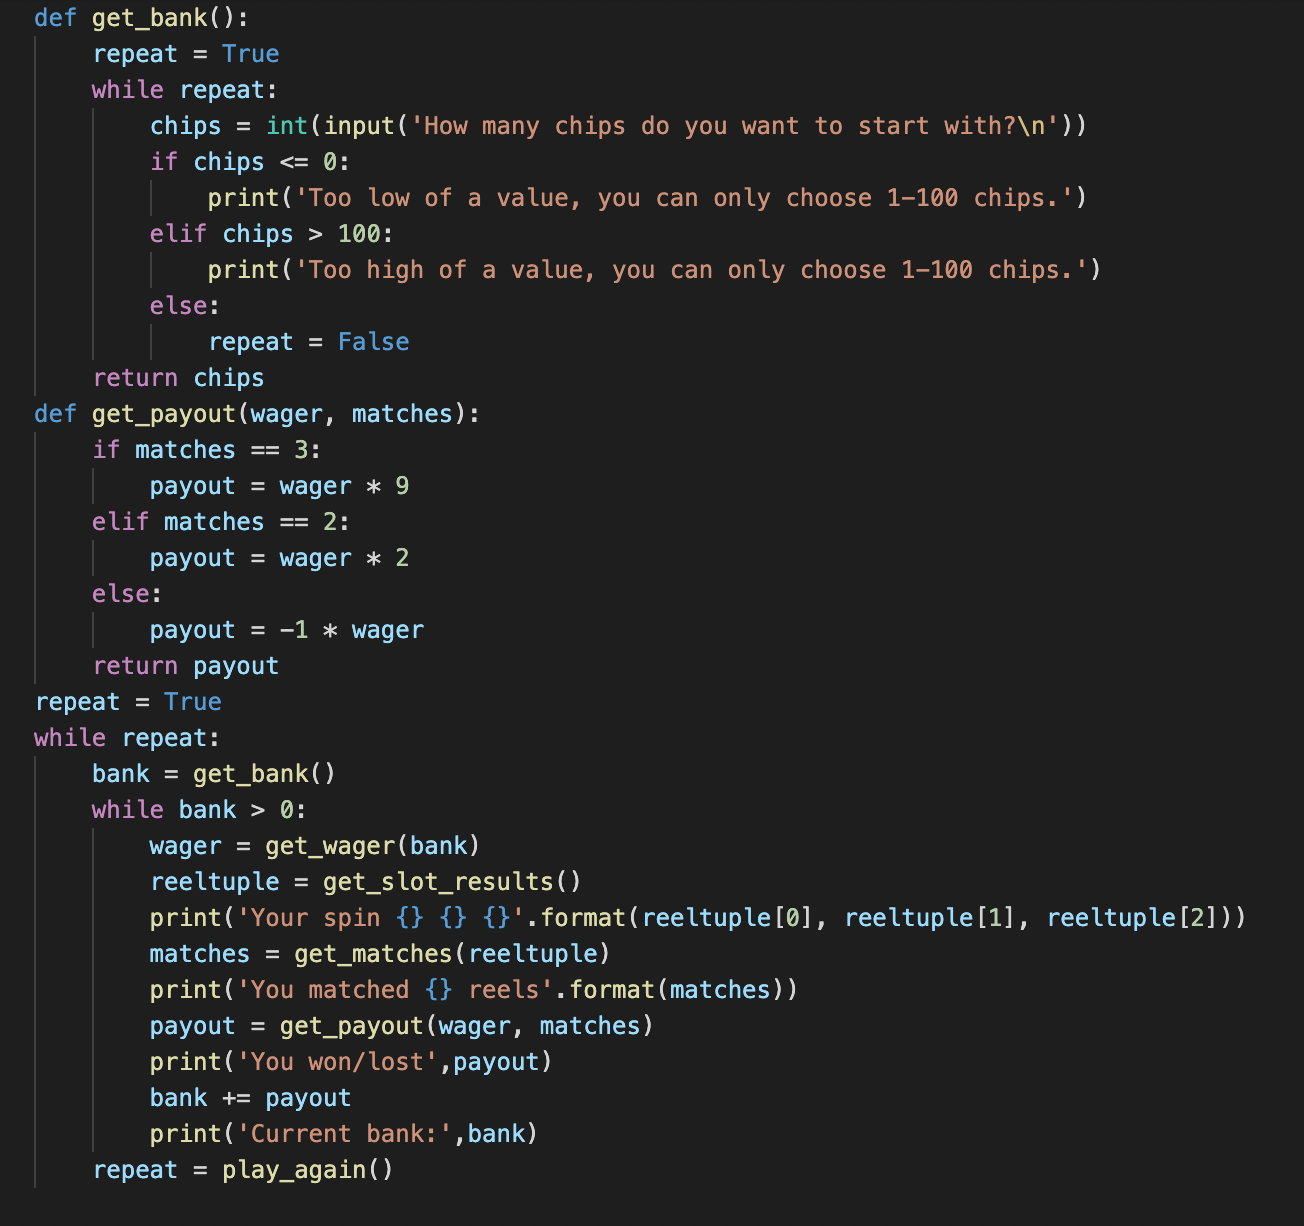 def get_bank():
    repeat = True
    while repeat:
        chips = int(input('How many chips do you want to start with?\n'))
        if chips <= 0:
            print('Too low of a value, you can only choose 1-100 chips.')
        elif chips > 100:
            print('Too high of a value, you can only choose 1-100 chips.')
        else:
            repeat = False
    return chips
def get_payout(wager, matches):
    if matches == 3:
        payout = wager * 9
    elif matches == 2:
        payout = wager * 2
    else:
        payout = -1 * wager
    return payout
repeat = True
while repeat:
    bank = get_bank()
    while bank > 0:
        wager = get_wager(bank)
        reeltuple = get_slot_results()
        print('Your spin {} {} {}'.format(reeltuple[0], reeltuple[1], reeltuple[2]))
        matches = get_matches(reeltuple)
        print('You matched {} reels'.format(matches))
        payout = get_payout(wager, matches)
        print('You won/lost',payout)
        bank += payout
        print('Current bank:',bank)
    repeat = play_again()